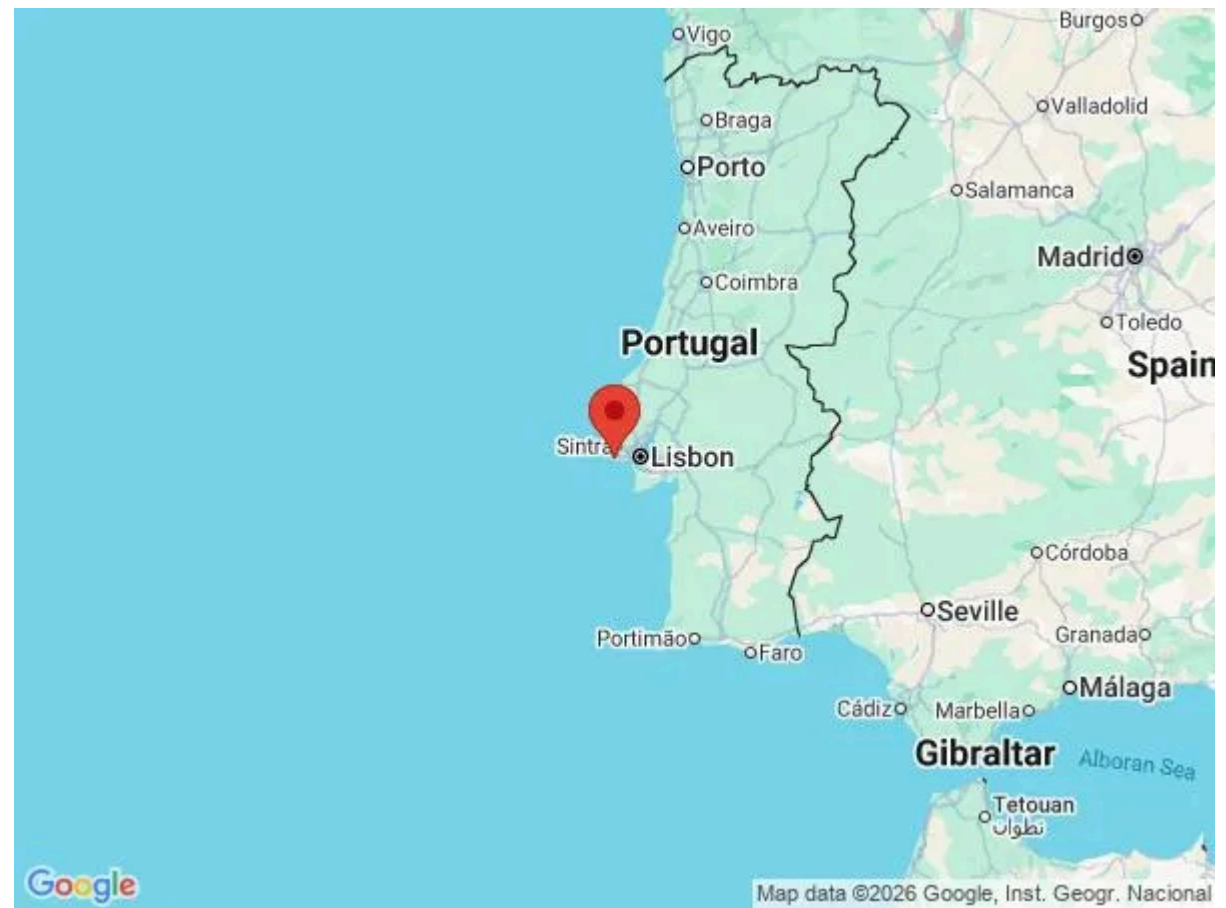 Burgos
Vigo
Valladolid
Braga
Porto
Salamanca
Aveiro
Madrid
Coimbra
Toledo
Portugal
Spain
Sintra
Lisbon
Córdoba
Seville
Granada
Portimão
Faro
Málaga
Cádiz
Marbella
Gibraltar
Alboran Sea
Tetouan
تطوان
Google
Map data ©2026 Google, Inst. Geogr. Nacional